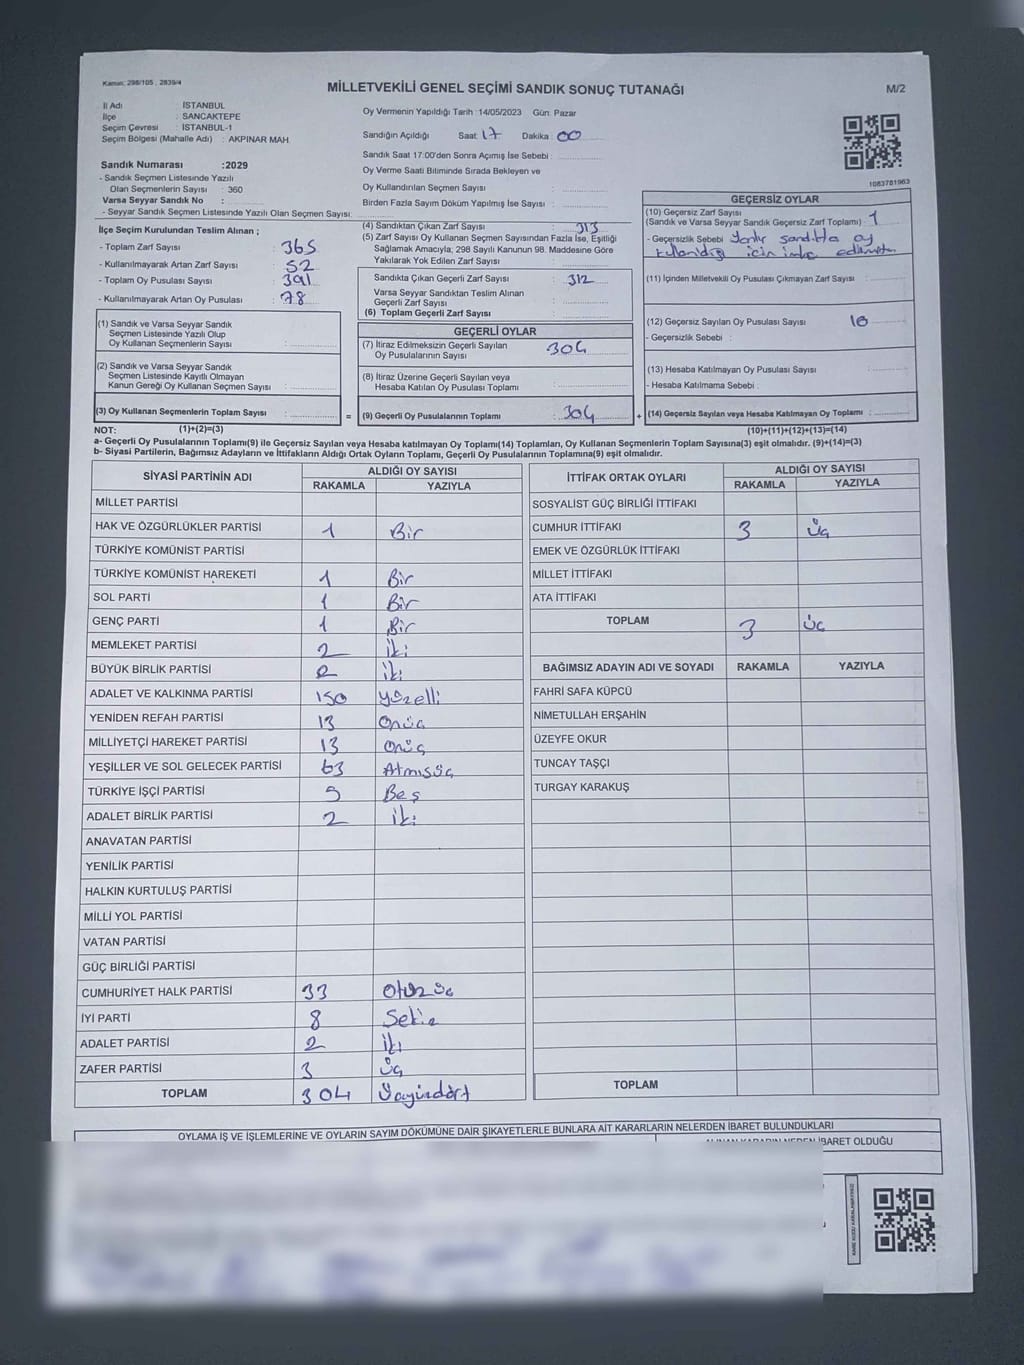 Kanun: 298/105 , 2839/4
MİLLETVEKİLİ GENEL SEÇİMİ SANDIK SONUÇ TUTANAĞI
M/2
İl Adı : İSTANBUL
İlçe : SANCAKTEPE
Seçim Çevresi : İSTANBUL-1
Seçim Bölgesi (Mahalle Adı) : AKPINAR MAH.
Sandık Numarası :2029
- Sandık Seçmen Listesinde Yazılı
Olan Seçmenlerin Sayısı : 360
Varsa Seyyar Sandık No :
- Seyyar Sandık Seçmen Listesinde Yazılı Olan Seçmen Sayısı:
Oy Vermenin Yapıldığı Tarih :14/05/2023 Gün: Pazar
Sandığın Açıldığı Saat 17 Dakika 00
Sandık Saat 17:00'den Sonra Açılmış İse Sebebi :
Oy Verme Saati Bitiminde Sırada Bekleyen ve
Oy Kullandırılan Seçmen Sayısı :
Birden Fazla Sayım Döküm Yapılmış İse Sayısı :
1083781963
İlçe Seçim Kurulundan Teslim Alınan ;
- Toplam Zarf Sayısı : 365
- Kullanılmayarak Artan Zarf Sayısı : 52
- Toplam Oy Pusulası Sayısı : 391
- Kullanılmayarak Artan Oy Pusulası : 78
(4) Sandıktan Çıkan Zarf Sayısı : 313
(5) Zarf Sayısı Oy Kullanan Seçmen Sayısından Fazla İse, Eşitliği
Sağlamak Amacıyla; 298 Sayılı Kanunun 98. Maddesine Göre
Yakılarak Yok Edilen Zarf Sayısı :
Sandıkta Çıkan Geçerli Zarf Sayısı : 312
Varsa Seyyar Sandıktan Teslim Alınan
Geçerli Zarf Sayısı :
(6) Toplam Geçerli Zarf Sayısı :
GEÇERSİZ OYLAR
(10) Geçersiz Zarf Sayısı
(Sandık ve Varsa Seyyar Sandık Geçersiz Zarf Toplamı) : 1
- Geçersizlik Sebebi : Yanlış sandıkta oy
kullanıldığı için imha edilmiştir.
(11) İçinden Milletvekili Oy Pusulası Çıkmayan Zarf Sayısı :
(12) Geçersiz Sayılan Oy Pusulası Sayısı :
- Geçersizlik Sebebi :
(13) Hesaba Katılmayan Oy Pusulası Sayısı :
- Hesaba Katılmama Sebebi :
(14) Geçersiz Sayılan veya Hesaba Katılmayan Oy Toplamı :
(10)+(11)+(12)+(13)=(14)
(1) Sandık ve Varsa Seyyar Sandık
Seçmen Listesinde Yazılı Olup
Oy Kullanan Seçmenlerin Sayısı :
(2) Sandık ve Varsa Seyyar Sandık
Seçmen Listesinde Kayıtlı Olmayan
Kanun Gereği Oy Kullanan Seçmen Sayısı :
(3) Oy Kullanan Seçmenlerin Toplam Sayısı :
=
GEÇERLİ OYLAR
(7) İtiraz Edilmeksizin Geçerli Sayılan
Oy Pusulalarının Sayısı : 304
(8) İtiraz Üzerine Geçerli Sayılan veya
Hesaba Katılan Oy Pusulası Toplamı :
(9) Geçerli Oy Pusulalarının Toplamı : 304
+
NOT: (1)+(2)=(3)
a- Geçerli Oy Pusulalarının Toplamı(9) ile Geçersiz Sayılan veya Hesaba katılmayan Oy Toplamı(14) Toplamları, Oy Kullanan Seçmenlerin Toplam Sayısına(3) eşit olmalıdır. (9)+(14)=(3)
b- Siyasi Partilerin, Bağımsız Adayların ve İttifakların Aldığı Ortak Oyların Toplamı, Geçerli Oy Pusulalarının Toplamına(9) eşit olmalıdır.
SİYASİ PARTİNİN ADI ALDIĞI OY SAYISI
RAKAMLA YAZIYLA
MİLLET PARTİSİ
HAK VE ÖZGÜRLÜKLER PARTİSİ 1 Bir
TÜRKİYE KOMÜNİST PARTİSİ
TÜRKİYE KOMÜNİST HAREKETİ 1 Bir
SOL PARTİ 1 Bir
GENÇ PARTİ 1 Bir
MEMLEKET PARTİSİ 2 İki
BÜYÜK BİRLİK PARTİSİ 2 İki
ADALET VE KALKINMA PARTİSİ 150 Yüzelli
YENİDEN REFAH PARTİSİ 13 Onüç
MİLLİYETÇİ HAREKET PARTİSİ 13 Onüç
YEŞİLLER VE SOL GELECEK PARTİSİ 63 Atmışüç
TÜRKİYE İŞÇİ PARTİSİ 5 Beş
ADALET BİRLİK PARTİSİ 2 İki
ANAVATAN PARTİSİ
YENİLİK PARTİSİ
HALKIN KURTULUŞ PARTİSİ
MİLLİ YOL PARTİSİ
VATAN PARTİSİ
GÜÇ BİRLİĞİ PARTİSİ
CUMHURİYET HALK PARTİSİ 33 Otuzüç
İYİ PARTİ 8 Sekiz
ADALET PARTİSİ 2 İki
ZAFER PARTİSİ 3 Üç
TOPLAM 304 Üçyüzdört
İTTİFAK ORTAK OYLARI ALDIĞI OY SAYISI
RAKAMLA YAZIYLA
SOSYALİST GÜÇ BİRLİĞİ İTTİFAKI
CUMHUR İTTİFAKI 3 Üç
EMEK VE ÖZGÜRLÜK İTTİFAKI
MİLLET İTTİFAKI
ATA İTTİFAKI
TOPLAM 3 Üç
BAĞIMSIZ ADAYIN ADI VE SOYADI RAKAMLA YAZIYLA
FAHRİ SAFA KÜPCÜ
NİMETULLAH ERŞAHİN
ÜZEYFE OKUR
TUNCAY TAŞÇI
TURGAY KARAKUŞ
TOPLAM
OYLAMA İŞ VE İŞLEMLERİNE VE OYLARIN SAYIM DÖKÜMÜNE DAİR ŞİKAYETLERLE BUNLARA AİT KARARLARIN NELERDEN İBARET BULUNDUKLARI
İBARET OLDUĞU